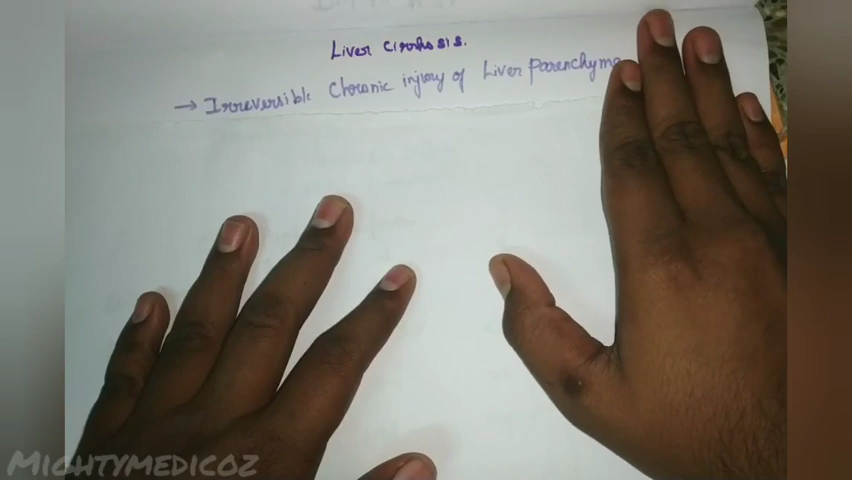 Liver cirrhosis.
→ Irreversible Chronic injury of Liver parenchyma
MIGHTYMEDICOZ